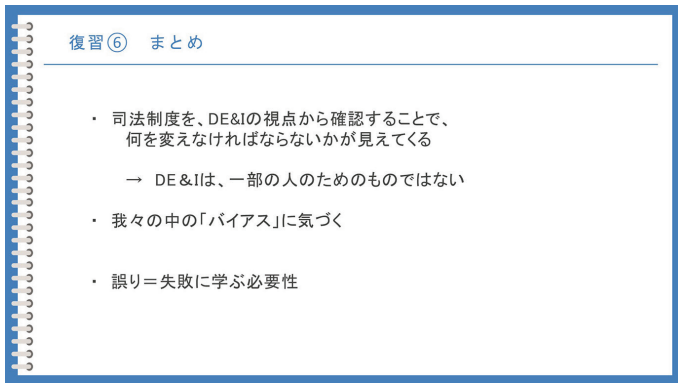 復習⑥　まとめ
・ 司法制度を、DE&Iの視点から確認することで、
何を変えなければならないかが見えてくる
→ DE＆Iは、一部の人のためのものではない
・ 我々の中の「バイアス」に気づく
・ 誤り＝失敗に学ぶ必要性